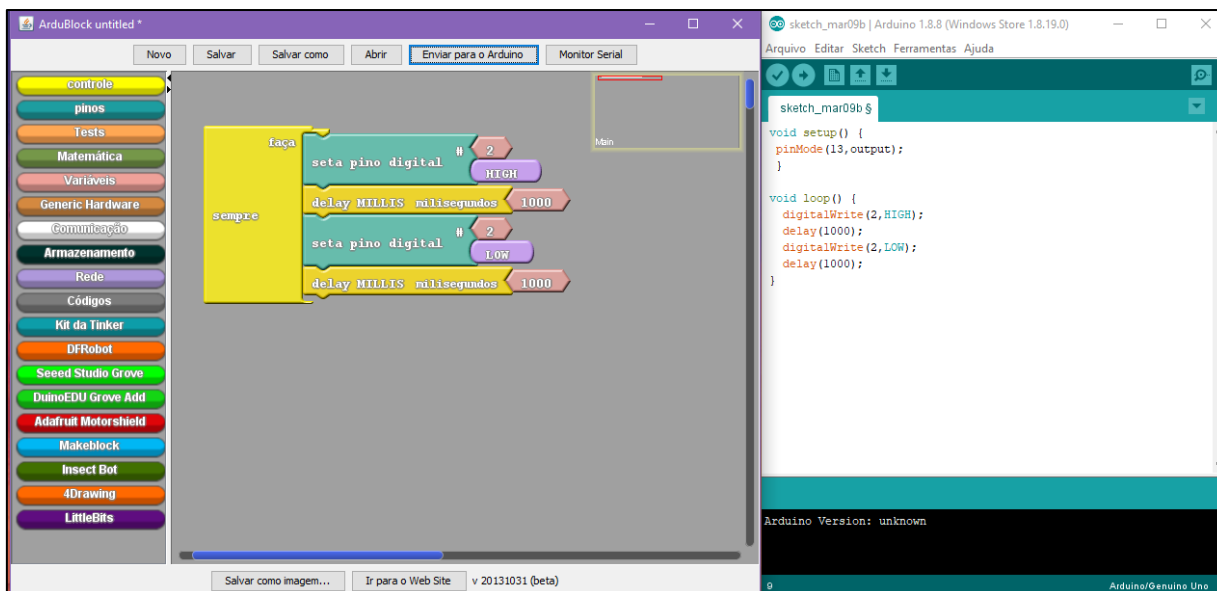 ArduBlock untitled *
Novo
Salvar
Salvar como
Abrir
Enviar para o Arduino
Monitor Serial
controle
pinos
Tests
Matemática
Variáveis
Generic Hardware
Comunicação
Armazenamento
Rede
Códigos
Kit da Tinker
DFRobot
Seeed Studio Grove
DuinoEDU Grove Add
Adafruit Motorshield
Makeblock
Insect Bot
4Drawing
LittleBits
sempre
faça
seta pino digital # 2
HIGH
delay MILLIS milisegundos 1000
seta pino digital # 2
LOW
delay MILLIS milisegundos 1000
Main
Salvar como imagem...
Ir para o Web Site
v 20131031 (beta)
sketch_mar09b | Arduino 1.8.8 (Windows Store 1.8.19.0)
Arquivo Editar Sketch Ferramentas Ajuda
sketch_mar09b §
void setup() {
pinMode(13,output);
}
void loop() {
digitalWrite(2,HIGH);
delay(1000);
digitalWrite(2,LOW);
delay(1000);
}
Arduino Version: unknown
9
Arduino/Genuino Uno